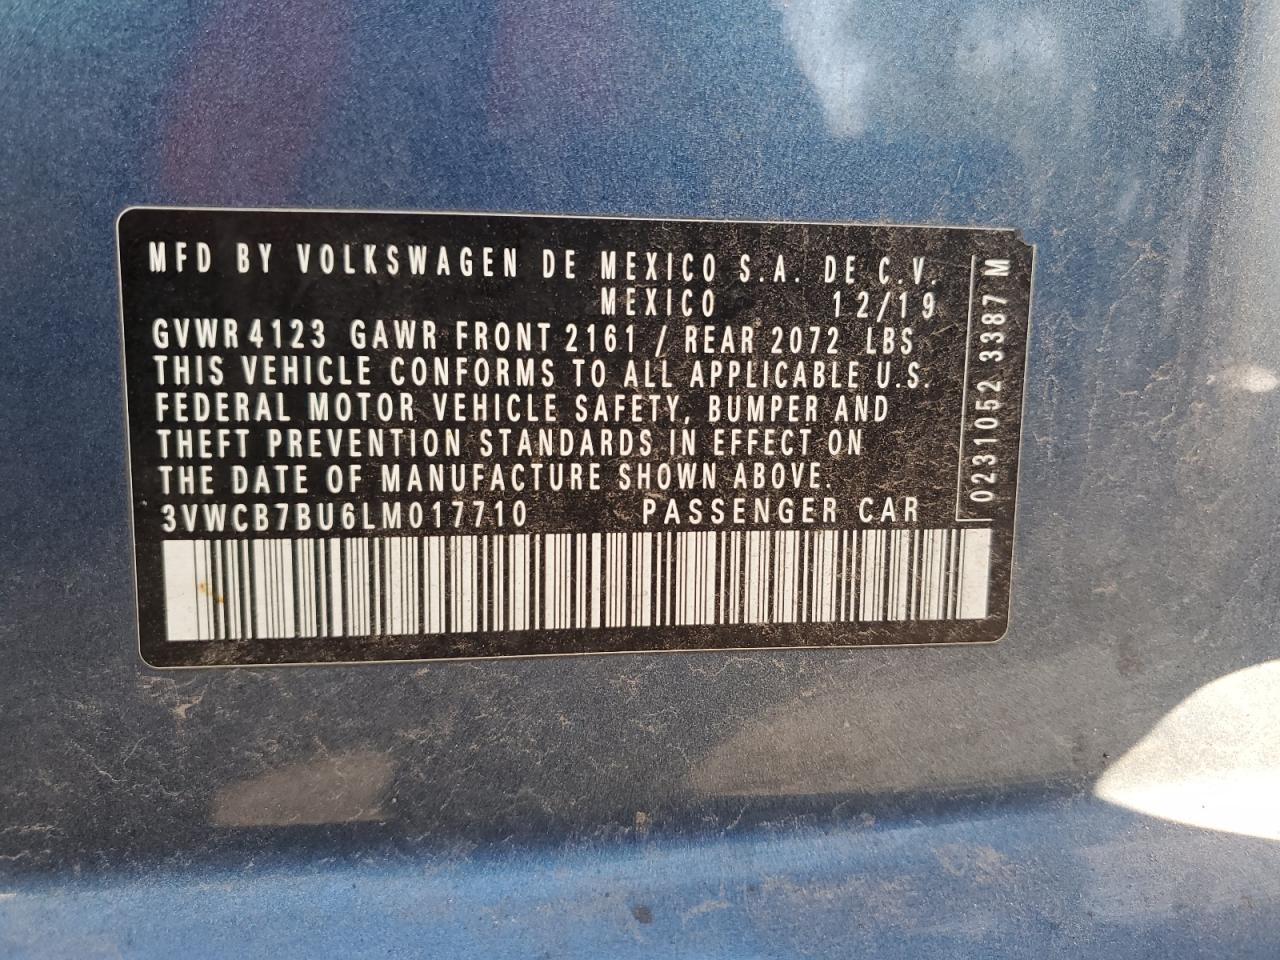 MFD BY VOLKSWAGEN DE MEXICO S.A. DE C.V.
MEXICO 12/19
GVWR 4123 GAWR FRONT 2161 / REAR 2072 LBS
THIS VEHICLE CONFORMS TO ALL APPLICABLE U.S.
FEDERAL MOTOR VEHICLE SAFETY, BUMPER AND
THEFT PREVENTION STANDARDS IN EFFECT ON
THE DATE OF MANUFACTURE SHOWN ABOVE.
3VWCB7BU6LM017710 PASSENGER CAR
0231052 3387 M